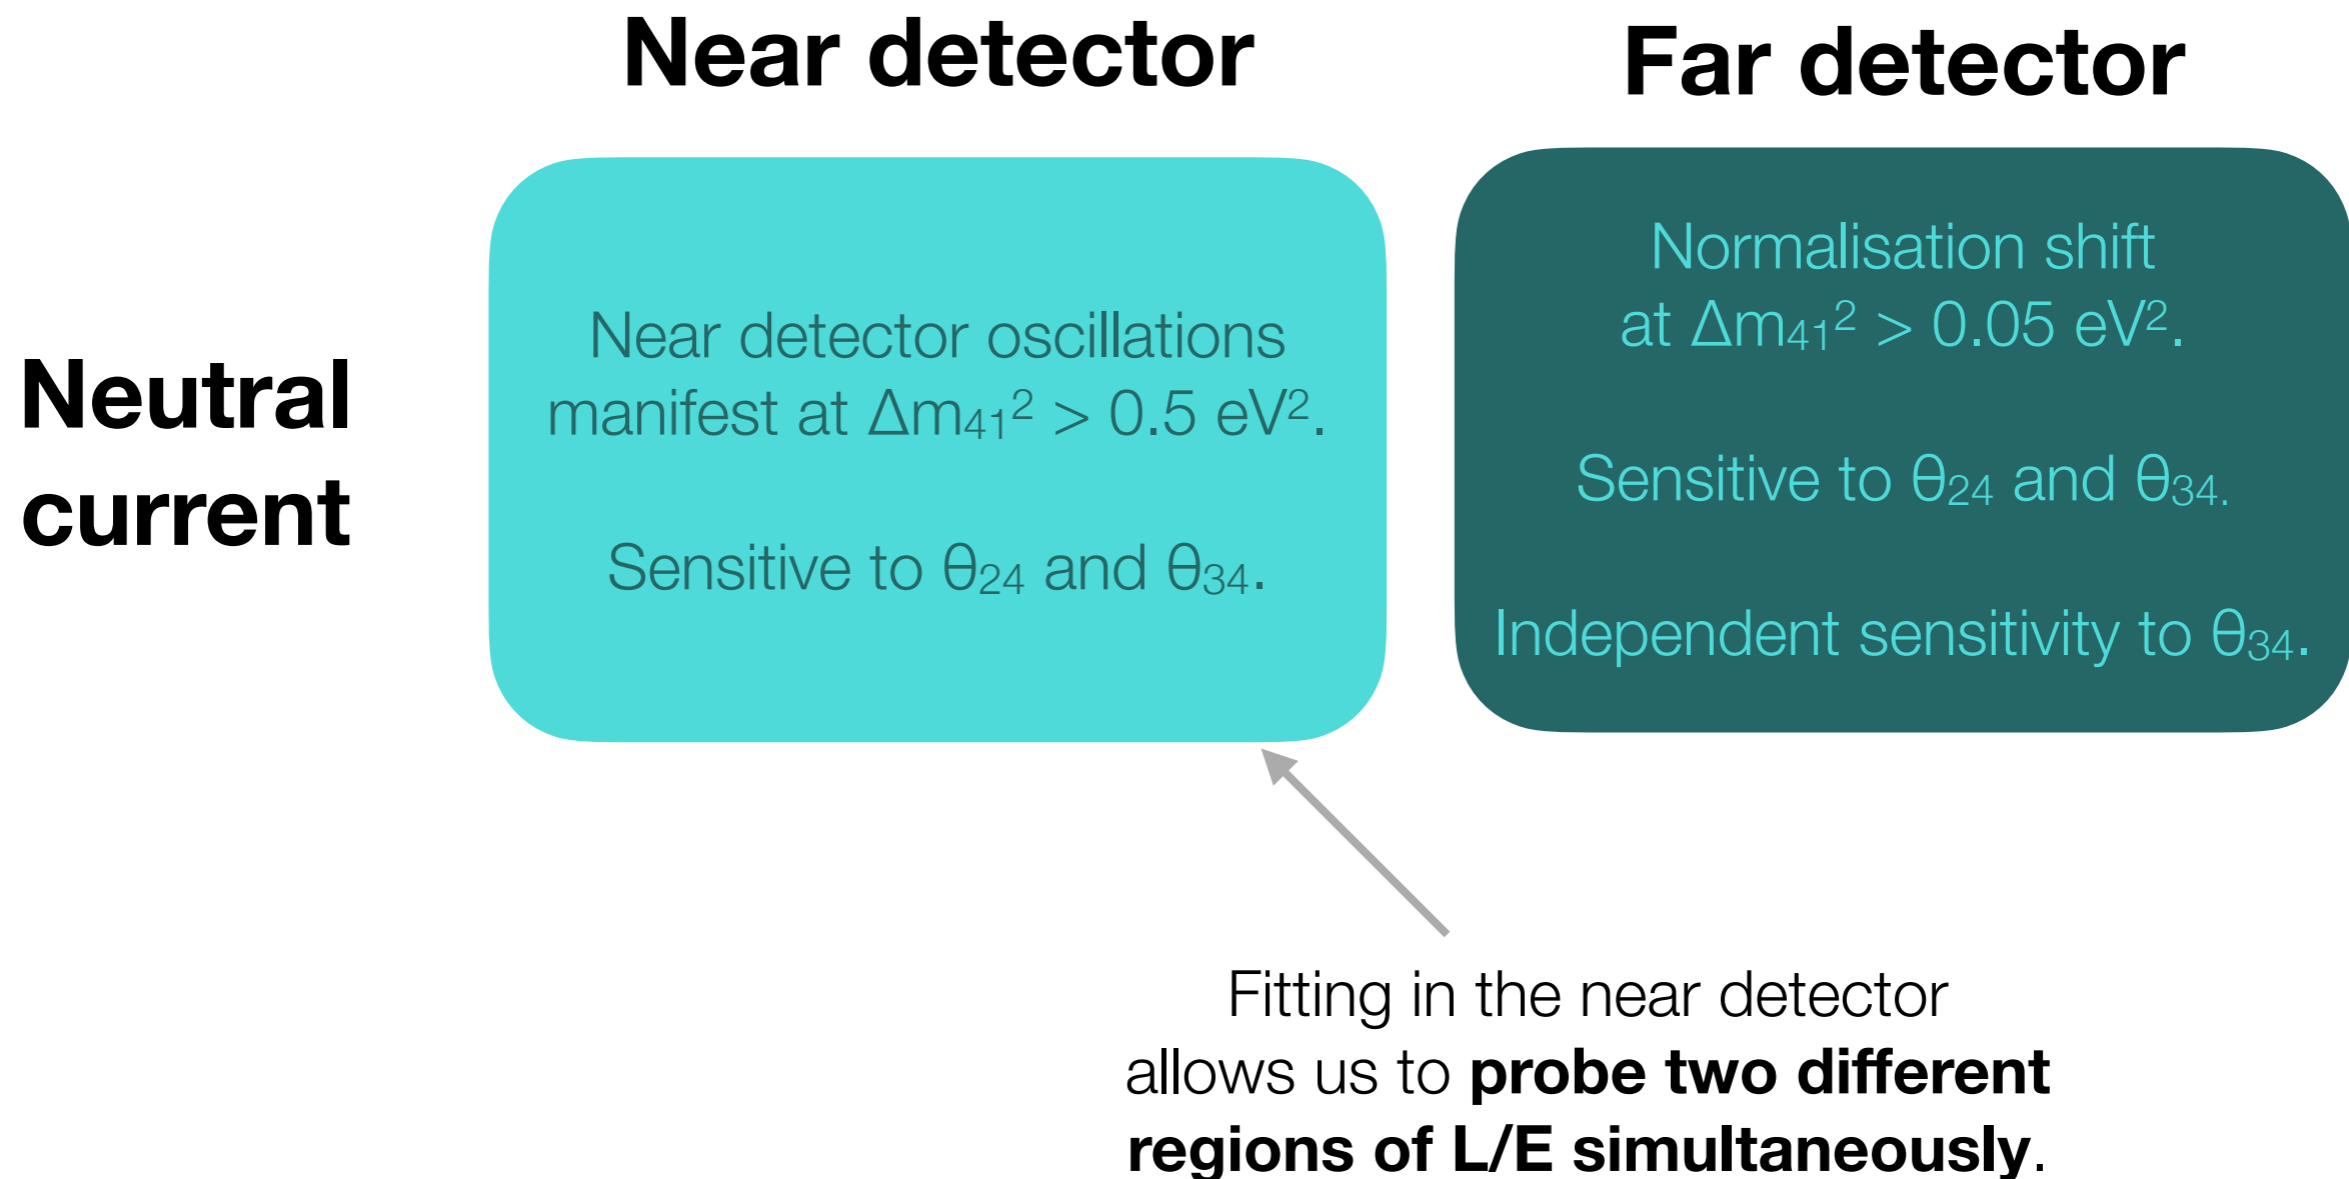 Near detector
Far detector
Neutral
current
Near detector oscillations
manifest at Δm₄₁² > 0.5 eV².
Sensitive to θ₂₄ and θ₃₄.
Normalisation shift
at Δm₄₁² > 0.05 eV².
Sensitive to θ₂₄ and θ₃₄.
Independent sensitivity to θ₃₄.
Fitting in the near detector
allows us to probe two different
regions of L/E simultaneously.